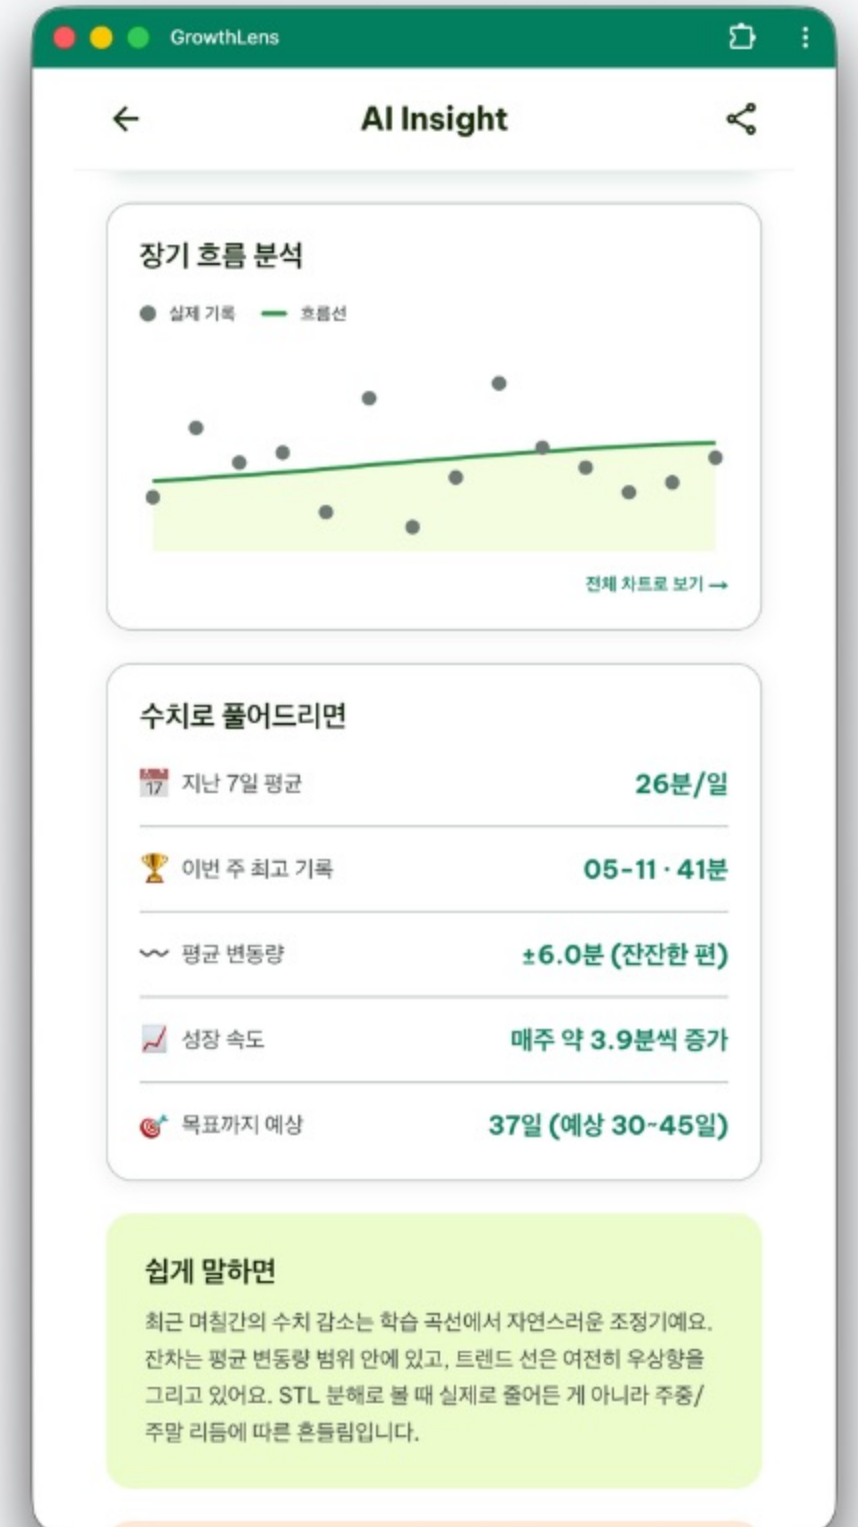 GrowthLens
AI Insight
장기 흐름 분석
실제 기록 흐름선
전체 차트로 보기 →
수치로 풀어드리면
17 지난 7일 평균 26분/일
이번 주 최고 기록 05-11 · 41분
평균 변동량 ±6.0분 (잔잔한 편)
성장 속도 매주 약 3.9분씩 증가
목표까지 예상 37일 (예상 30~45일)
쉽게 말하면
최근 며칠간의 수치 감소는 학습 곡선에서 자연스러운 조정기예요.
잔차는 평균 변동량 범위 안에 있고, 트렌드 선은 여전히 우상향을
그리고 있어요. STL 분해로 볼 때 실제로 줄어든 게 아니라 주중/
주말 리듬에 따른 흔들림입니다.